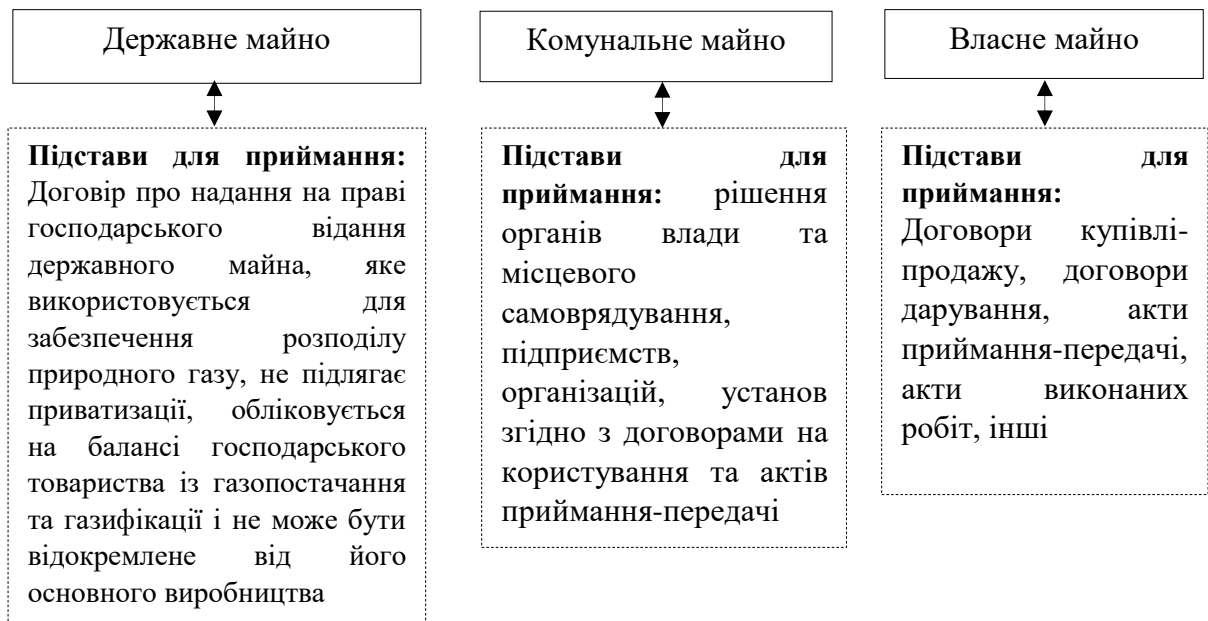 Державне майно
Комунальне майно
Власне майно
Підстави для приймання:
Договір про надання на праві
господарського відання
державного майна, яке
використовується для
забезпечення розподілу
природного газу, не підлягає
приватизації, обліковується
на балансі господарського
товариства із газопостачання
та газифікації і не може бути
відокремлене від його
основного виробництва
Підстави для
приймання: рішення
органів влади та
місцевого
самоврядування,
підприємств,
організацій, установ
згідно з договорами на
користування та актів
приймання-передачі
Підстави для
приймання:
Договори купівлі-
продажу, договори
дарування, акти
приймання-передачі,
акти виконаних
робіт, інші